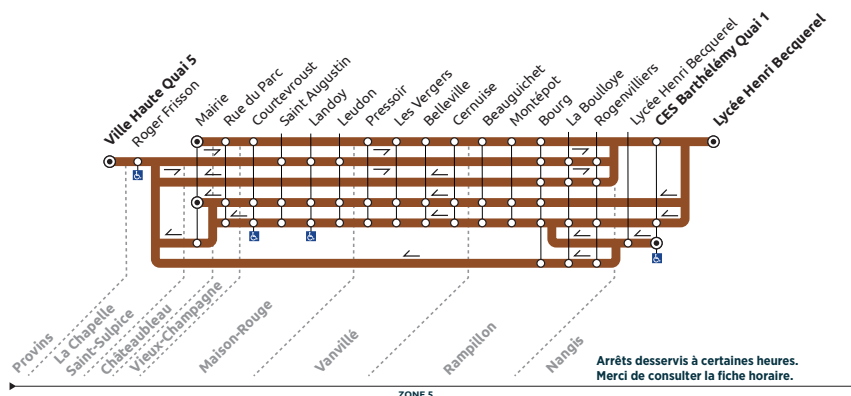 Ville Haute Quai 5
Roger Frisson
Mairie
Rue du Parc
Courtevroust
Saint Augustin
Landoy
Leudon
Pressoir
Les Vergers
Belleville
Cernuise
Beauguichet
Montépot
Bourg
La Boulloye
Rogenvilliers
Lycée Henri Becquerel
CES Barthélémy Quai 1
Lycée Henri Becquerel
Provins
La Chapelle
Saint-Sulpice
Châteaubleau
Vieux-Champagne
Maison-Rouge
Vanvillé
Rampillon
Nangis
Arrêts desservis à certaines heures.
Merci de consulter la fiche horaire.
ZONE 5